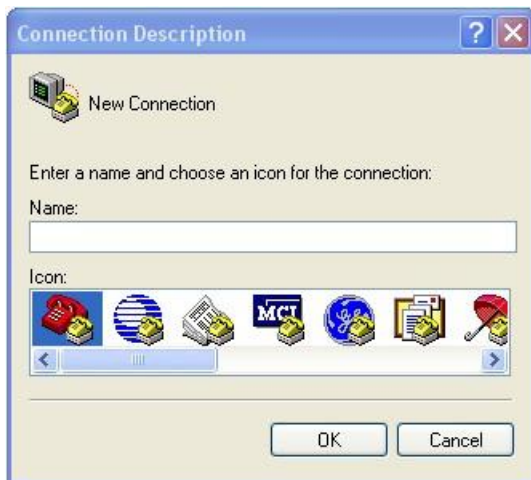 Connection Description
New Connection
Enter a name and choose an icon for the connection:
Name:
Icon:
MCI
OK Cancel